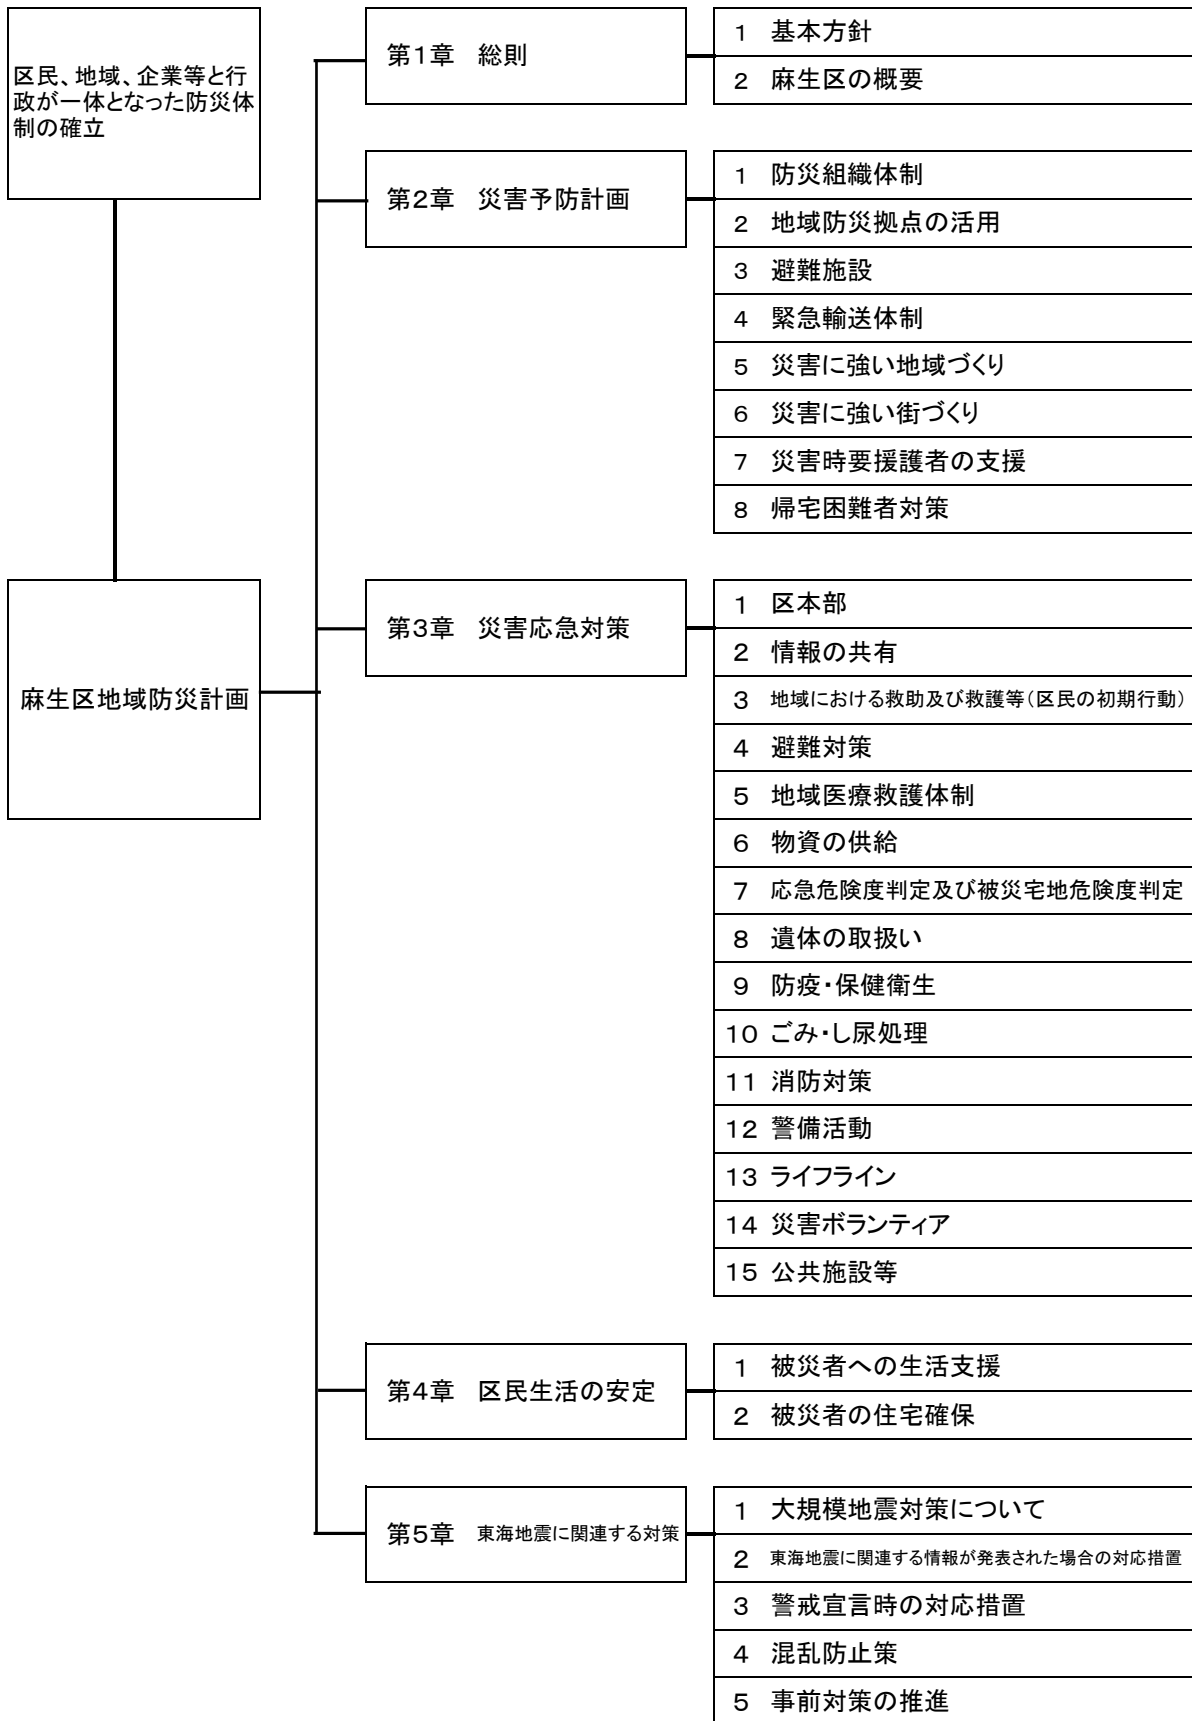 区民、地域、企業等と行
政が一体となった防災体
制の確立
麻生区地域防災計画
第1章 総則
1 基本方針
2 麻生区の概要
第2章 災害予防計画
1 防災組織体制
2 地域防災拠点の活用
3 避難施設
4 緊急輸送体制
5 災害に強い地域づくり
6 災害に強い街づくり
7 災害時要援護者の支援
8 帰宅困難者対策
第3章 災害応急対策
1 区本部
2 情報の共有
3 地域における救助及び救護等（区民の初期行動）
4 避難対策
5 地域医療救護体制
6 物資の供給
7 応急危険度判定及び被災宅地危険度判定
8 遺体の取扱い
9 防疫・保健衛生
10 ごみ・し尿処理
11 消防対策
12 警備活動
13 ライフライン
14 災害ボランティア
15 公共施設等
第4章 区民生活の安定
1 被災者への生活支援
2 被災者の住宅確保
第5章 東海地震に関連する対策
1 大規模地震対策について
2 東海地震に関連する情報が発表された場合の対応措置
3 警戒宣言時の対応措置
4 混乱防止策
5 事前対策の推進